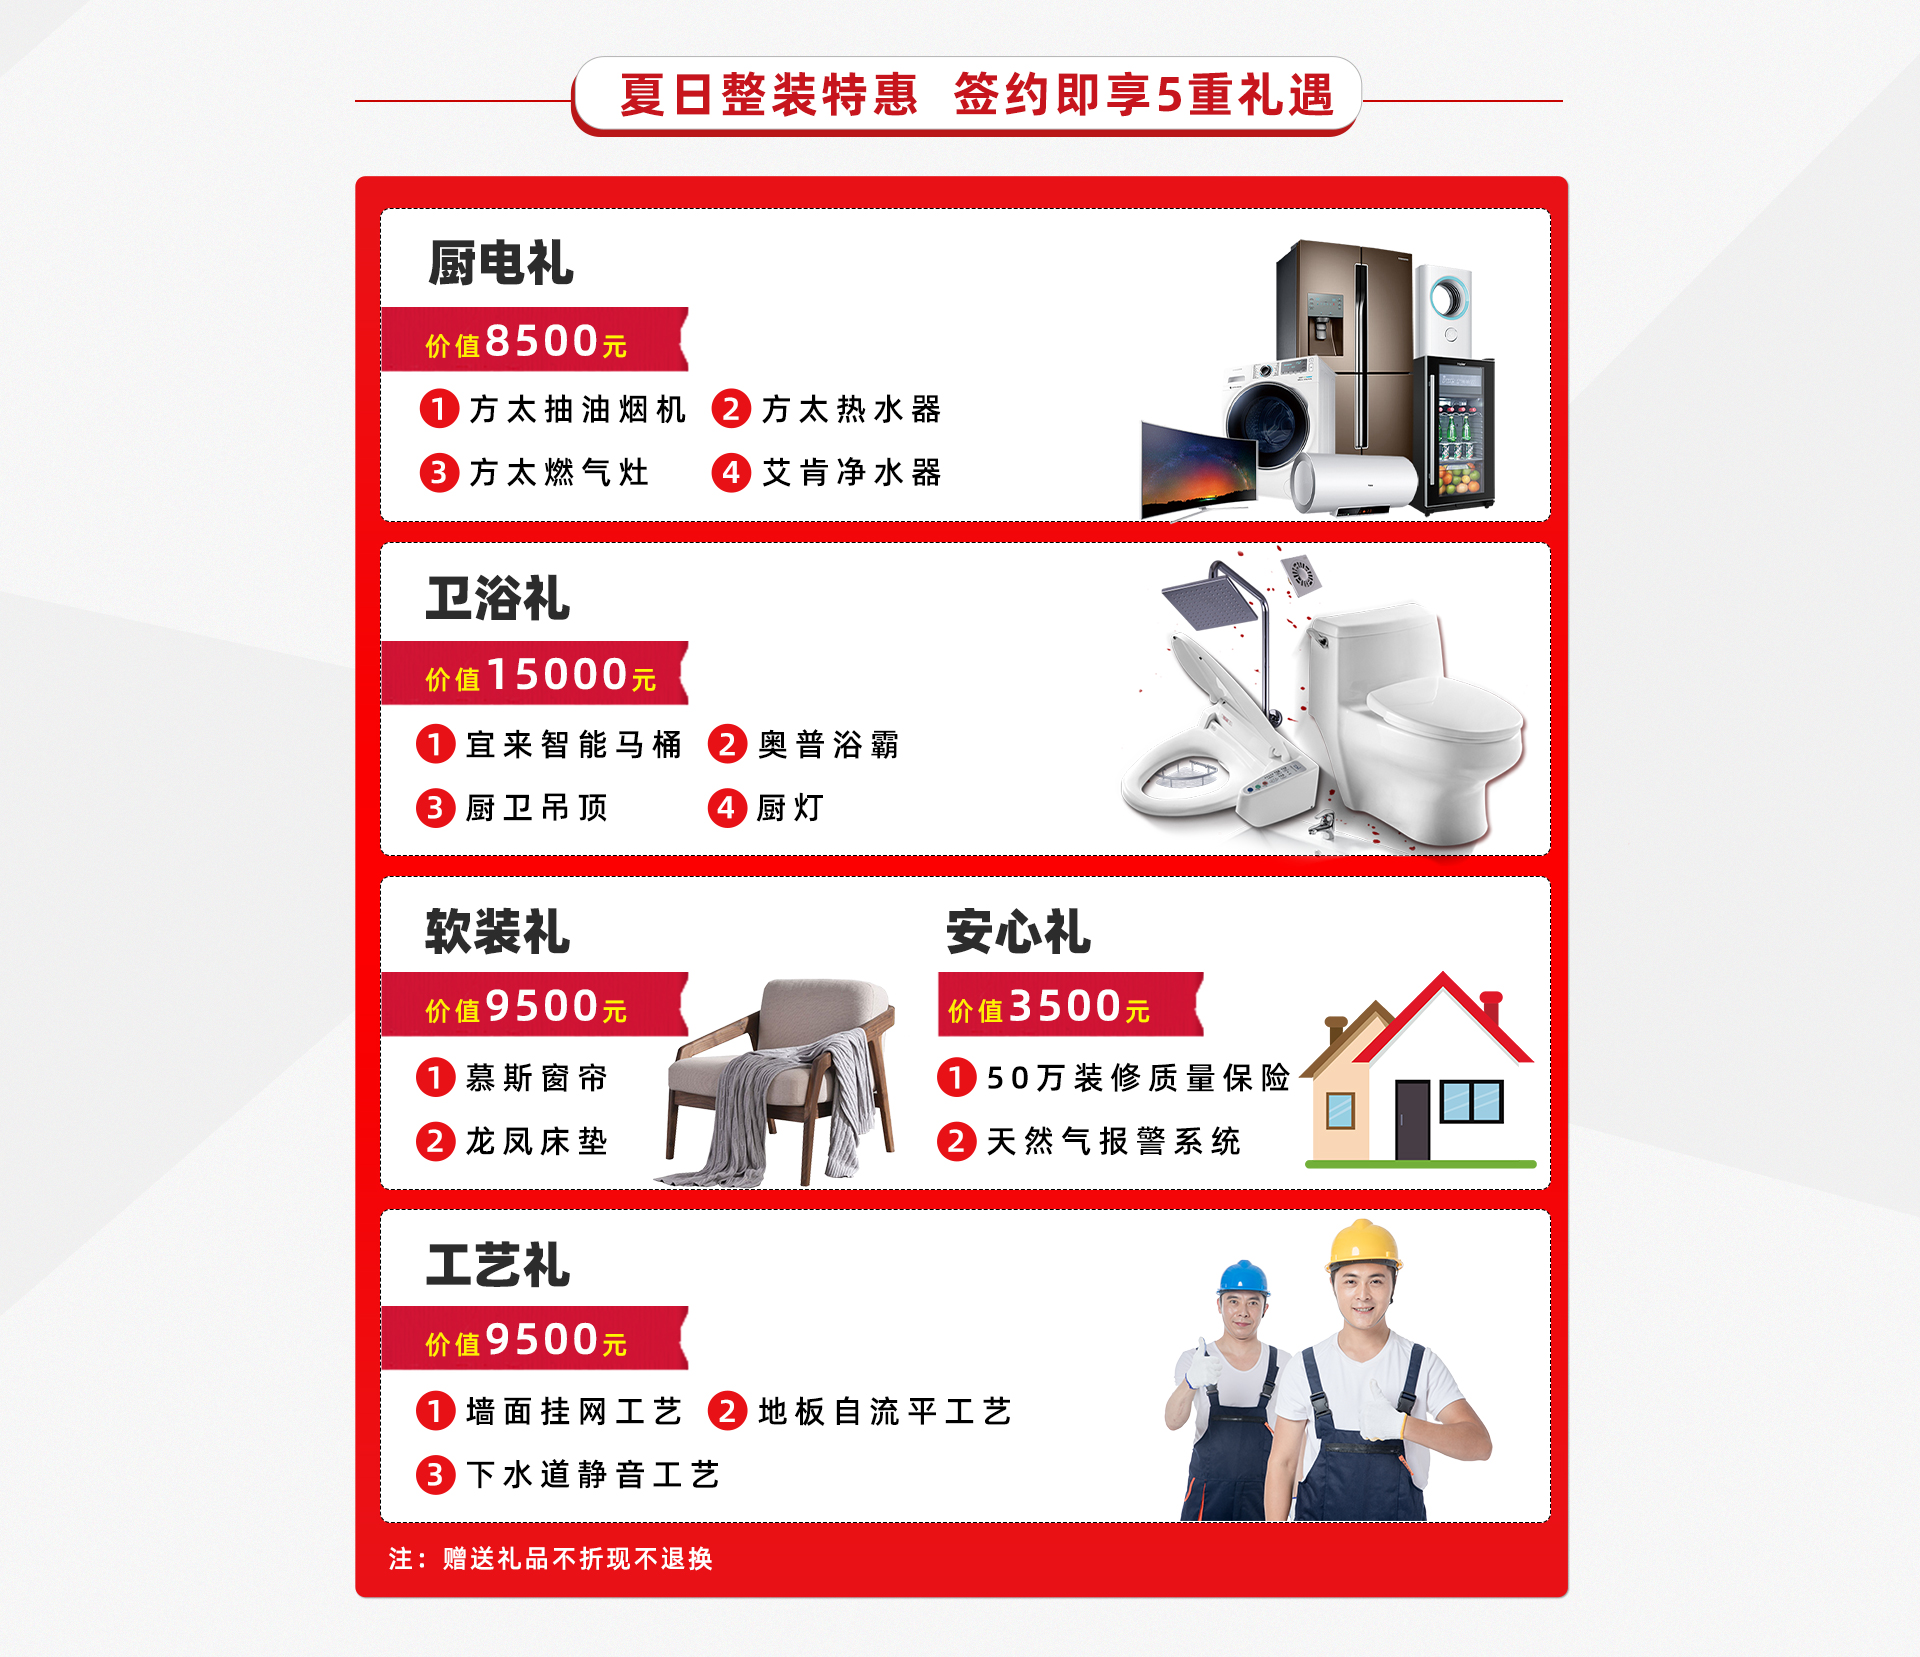 夏日整装特惠 签约即享5重礼遇
厨电礼
价值8500元
1 方太抽油烟机 2 方太热水器
3 方太燃气灶 4 艾肯净水器
卫浴礼
价值15000元
1 宜来智能马桶 2 奥普浴霸
3 厨卫吊顶 4 厨灯
软装礼
价值9500元
1 慕斯窗帘
2 龙凤床垫
安心礼
价值3500元
1 50万装修质量保险
2 天然气报警系统
工艺礼
价值9500元
1 墙面挂网工艺 2 地板自流平工艺
3 下水道静音工艺
注：赠送礼品不折现不退换